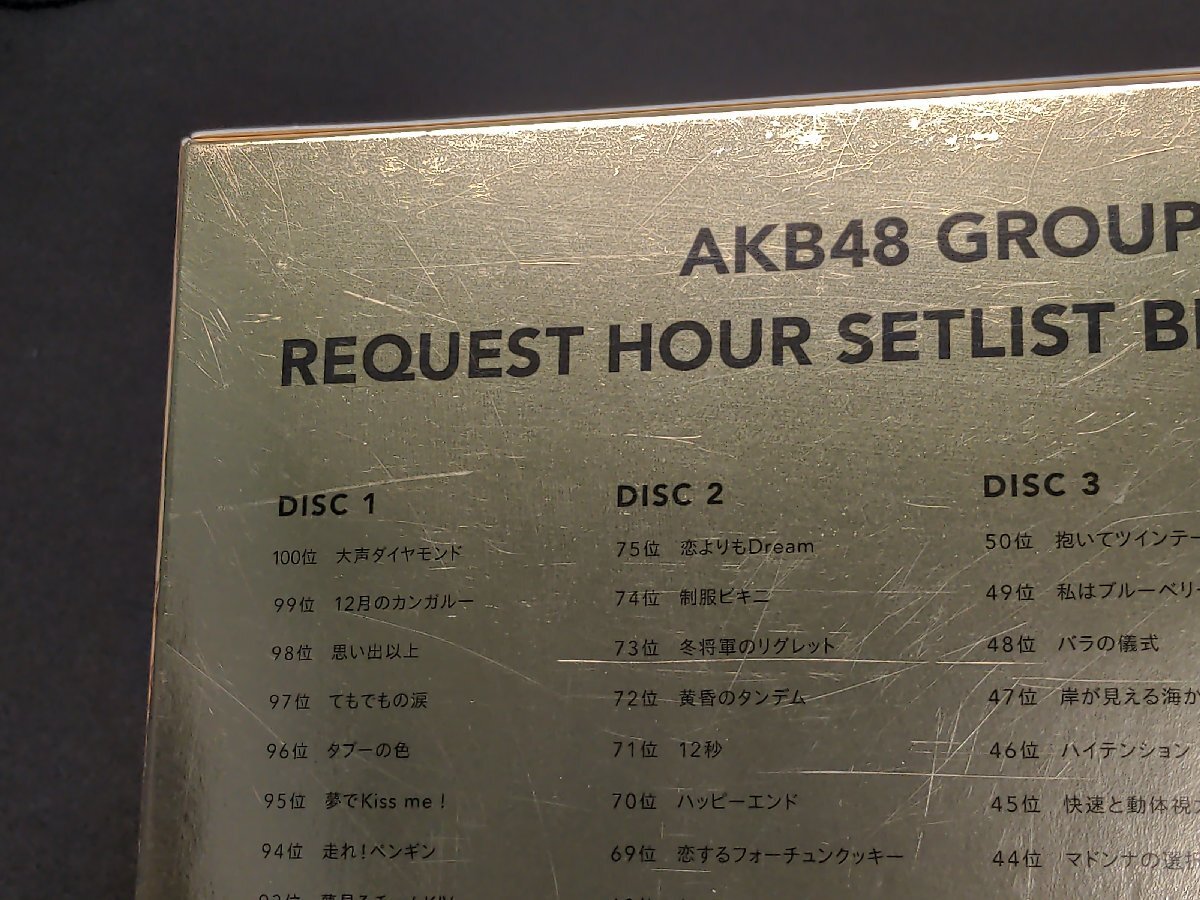 AKB48 GROUP
REQUEST HOUR SETLIST
DISC 1
100位 大声ダイヤモンド
99位 12月のカンガルー
98位 思い出以上
97位 てもでもの涙
96位 タブーの色
95位 夢でKiss me！
94位 走れ！ペンギン
DISC 2
75位 恋よりもDream
74位 制服ビキニ
73位 冬将軍のリグレット
72位 黄昏のタンデム
71位 12秒
70位 ハッピーエンド
69位 恋するフォーチュンクッキー
DISC 3
50位 抱いてツインテー
49位 私はブルーベリー
48位 バラの儀式
47位 岸が見える海か
46位 ハイテンション
45位 快速と動体視
44位 マドンナの選択